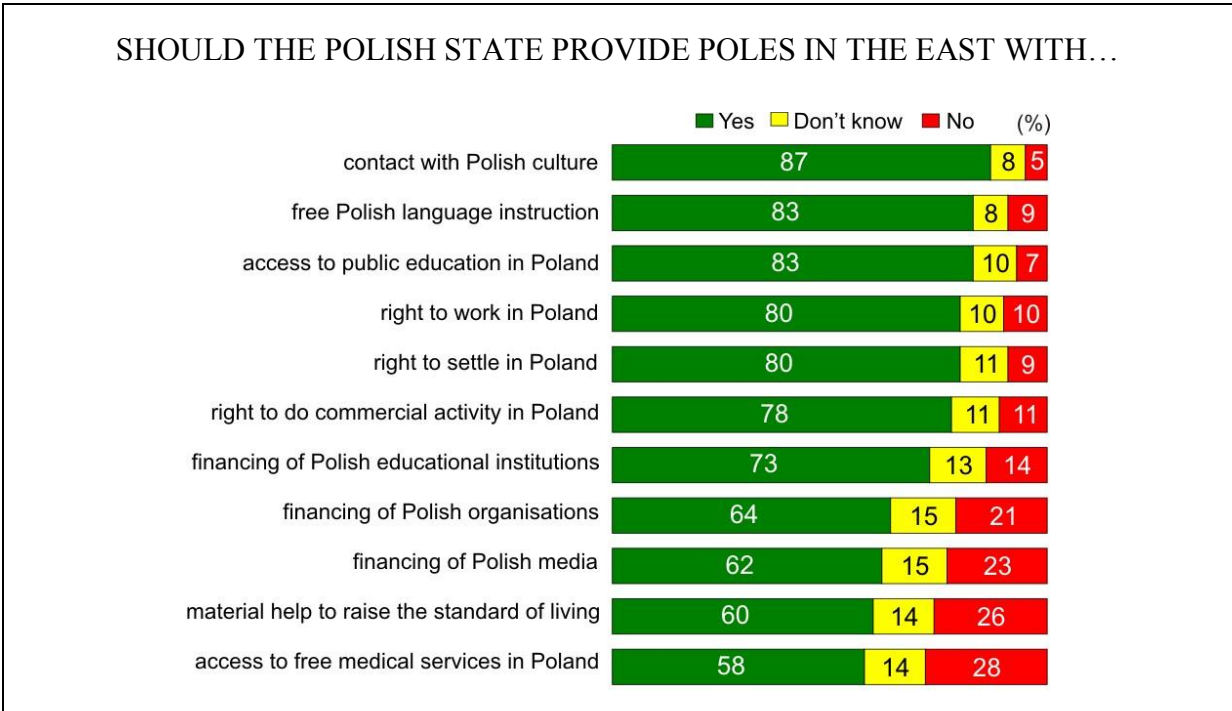 SHOULD THE POLISH STATE PROVIDE POLES IN THE EAST WITH…
Yes Don't know No (%)
contact with Polish culture 87 8 5
free Polish language instruction 83 8 9
access to public education in Poland 83 10 7
right to work in Poland 80 10 10
right to settle in Poland 80 11 9
right to do commercial activity in Poland 78 11 11
financing of Polish educational institutions 73 13 14
financing of Polish organisations 64 15 21
financing of Polish media 62 15 23
material help to raise the standard of living 60 14 26
access to free medical services in Poland 58 14 28